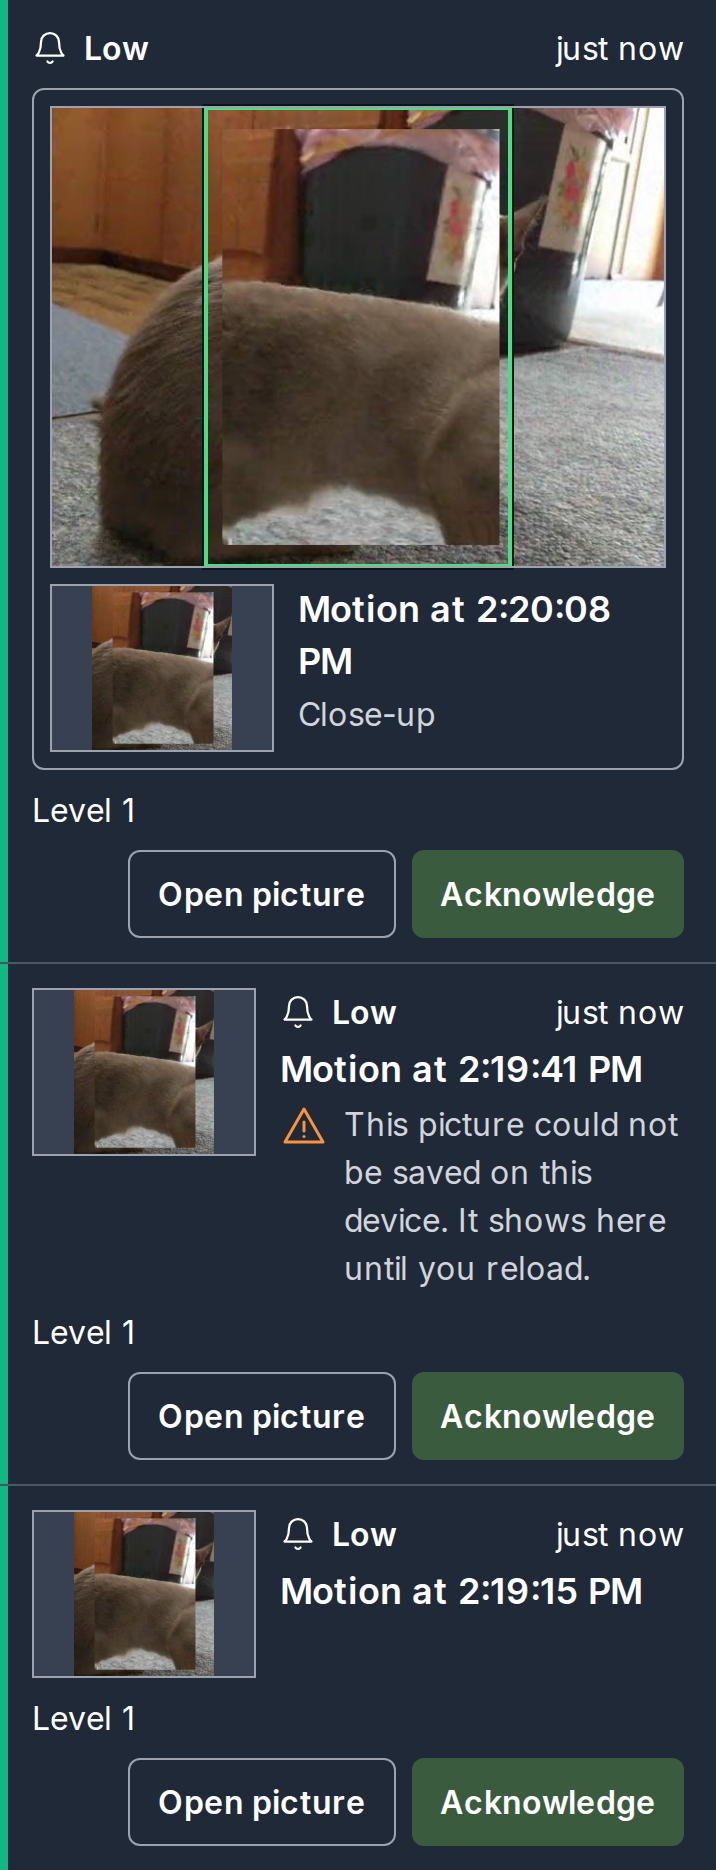 Low just now
Motion at 2:20:08
PM
Close-up
Level 1
Open picture Acknowledge
Low just now
Motion at 2:19:41 PM
This picture could not
be saved on this
device. It shows here
until you reload.
Level 1
Open picture Acknowledge
Low just now
Motion at 2:19:15 PM
Level 1
Open picture Acknowledge